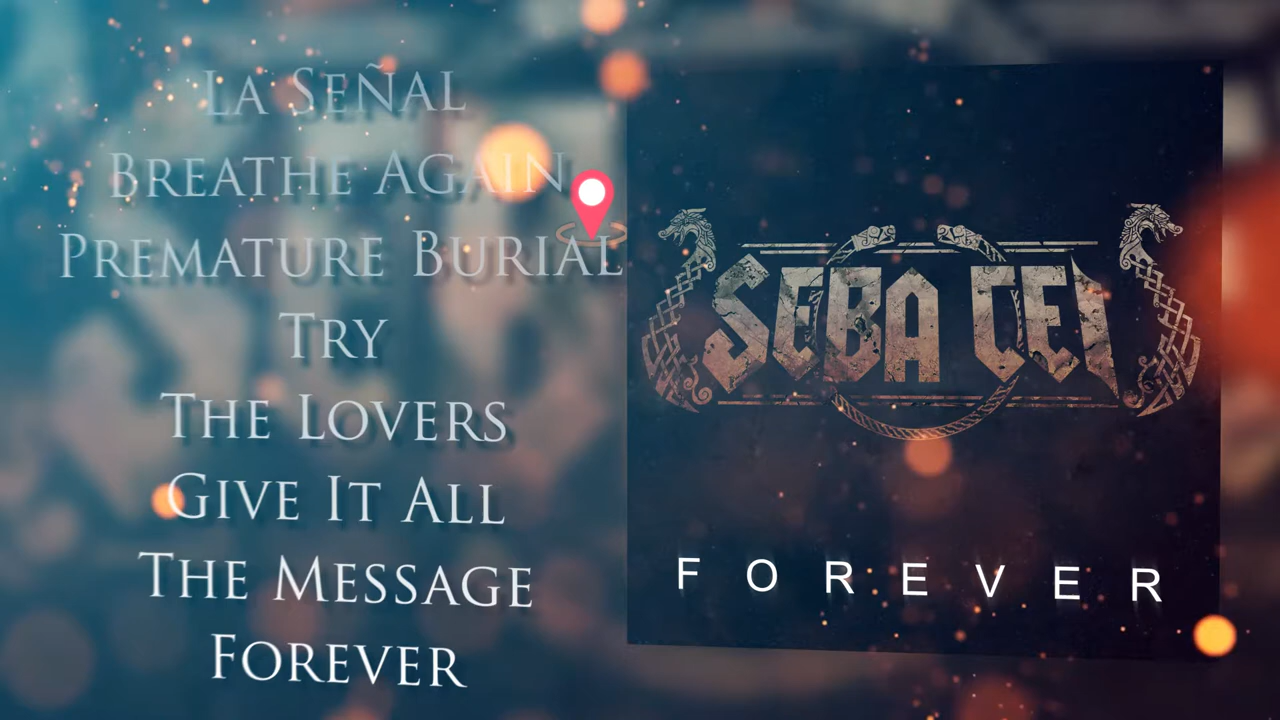 La Señal
Breathe Again
Premature Burial
Try
The Lovers
Give It All
The Message
Forever
SEBA CEI
FOREVER